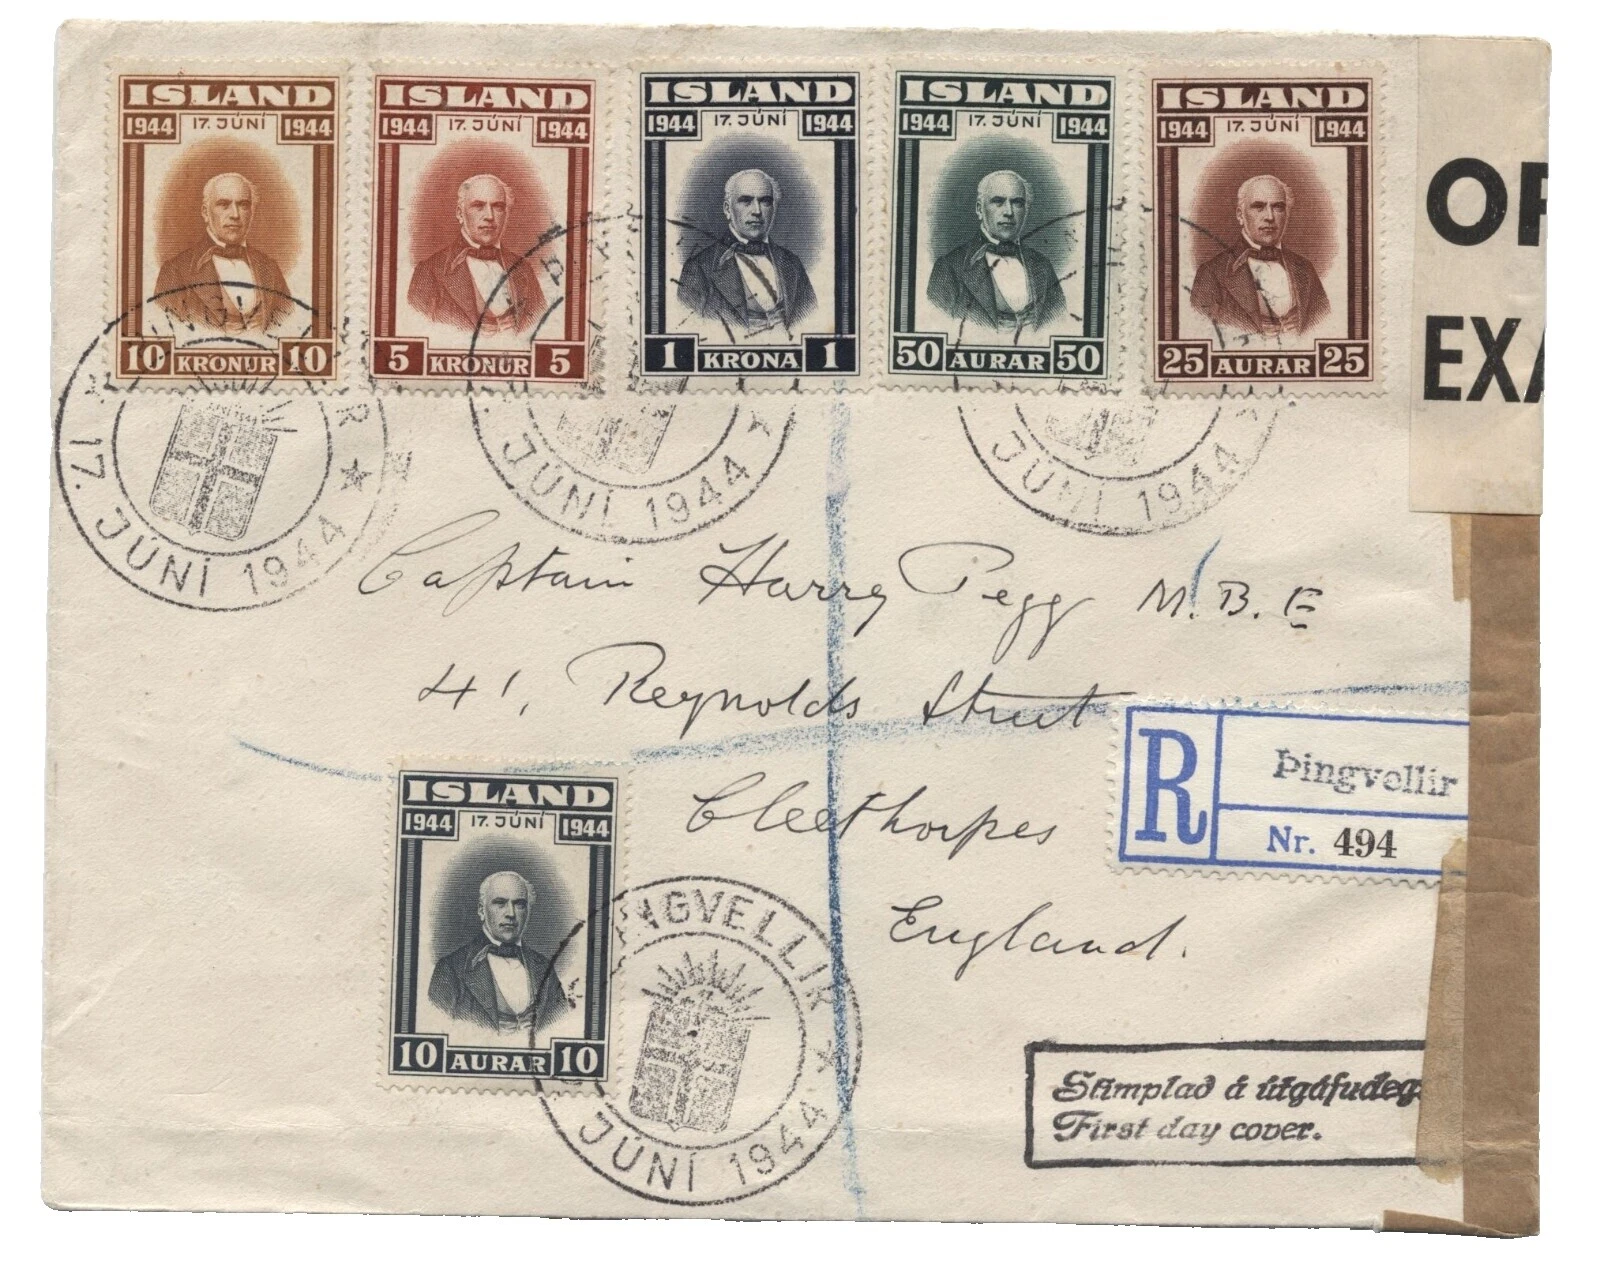 ISLAND
1944 17. JÚNÍ 1944
10 KRONUR 10
ISLAND
1944 17. JÚNÍ 1944
5 KRONUR 5
ISLAND
1944 17. JÚNÍ 1944
1 KRONA 1
ISLAND
1944 17. JÚNÍ 1944
50 AURAR 50
ISLAND
1944 17. JÚNÍ 1944
25 AURAR 25
OP
EXA
17. JÚNÍ 1944
JÚNÍ 1944
JÚNÍ 1944
Captain Harry Pegg M.B.E
41, Reynolds Street
Cleethorpes
England.
R
Þingvellir
Nr. 494
ISLAND
1944 17. JÚNÍ 1944
10 AURAR 10
ÞINGVELLIR
JÚNÍ 1944
Stimplað á útgáfudeg
First day cover.